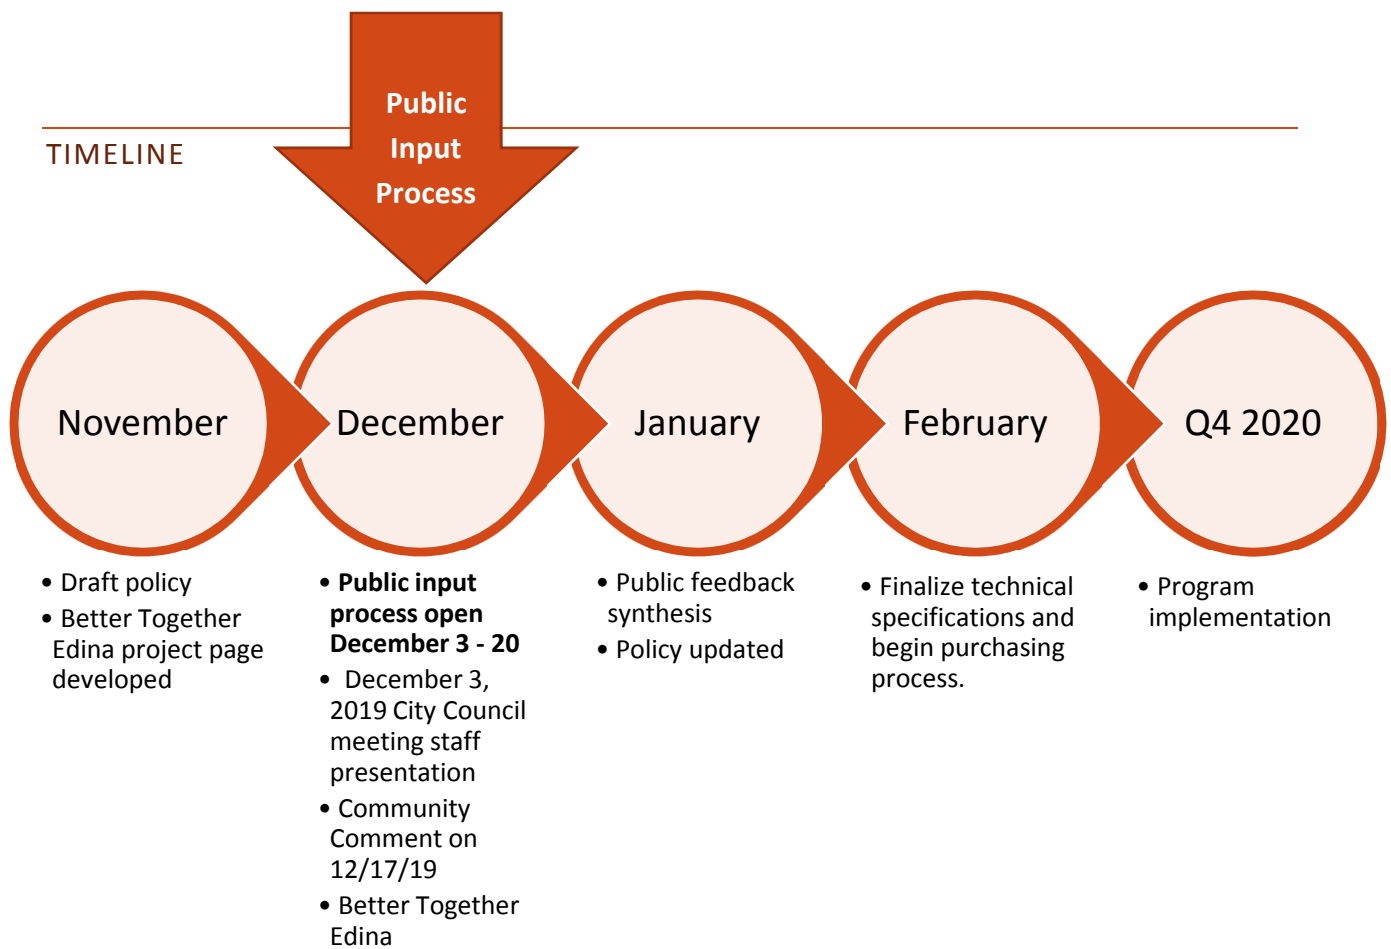 Public
Input
Process
TIMELINE
November
December
January
February
Q4 2020
• Draft policy
• Better Together
Edina project page
developed
• Public input
process open
December 3 - 20
• December 3,
2019 City Council
meeting staff
presentation
• Community
Comment on
12/17/19
• Better Together
Edina
• Public feedback
synthesis
• Policy updated
• Finalize technical
specifications and
begin purchasing
process.
• Program
implementation